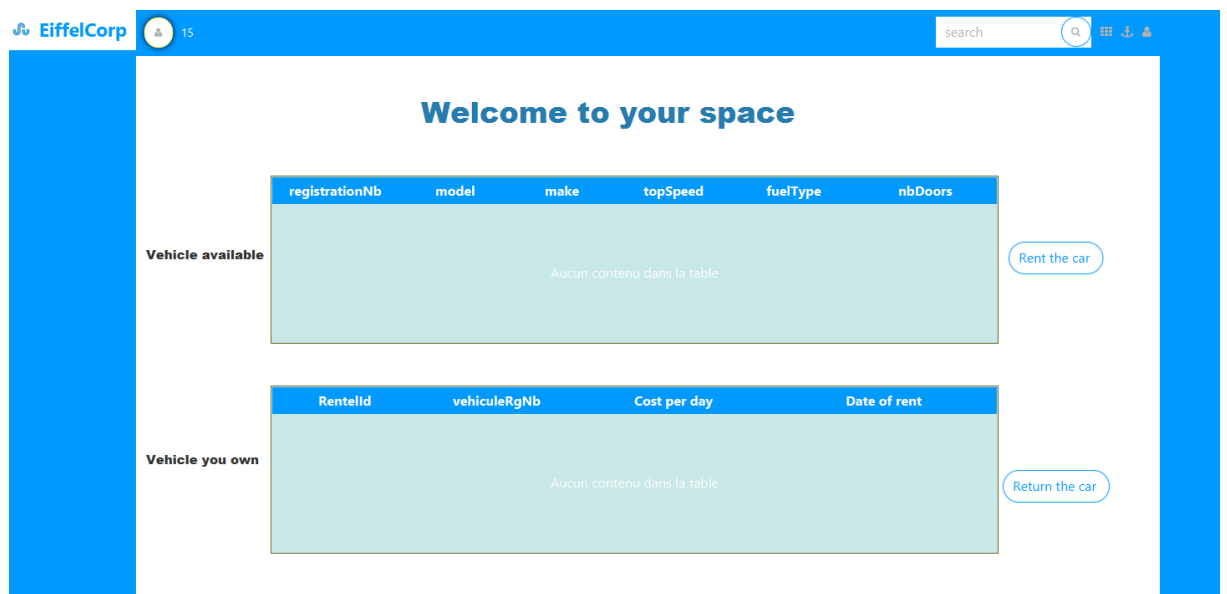 EiffelCorp 15 search
Welcome to your space
registrationNb model make topSpeed fuelType nbDoors
Vehicle available
Aucun contenu dans la table
Rent the car
RentelId vehiculeRgNb Cost per day Date of rent
Vehicle you own
Aucun contenu dans la table
Return the car